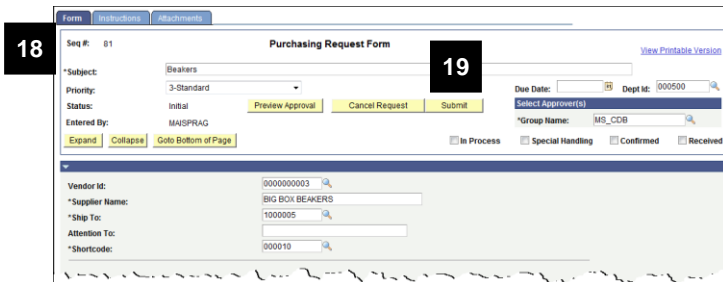 Form Instructions Attachments
18
Seq #: 81 Purchasing Request Form
View Printable Version
19
*Subject: Beakers
Priority: 3-Standard Due Date: Dept Id: 000500
Status: Initial Preview Approval Cancel Request Submit Select Approver(s)
Entered By: MAISPRAG *Group Name: MS_CDB
Expand Collapse Goto Bottom of Page In Process Special Handling Confirmed Received
Vendor Id: 0000000003
*Supplier Name: BIG BOX BEAKERS
*Ship To: 1000005
Attention To:
*Shortcode: 000010